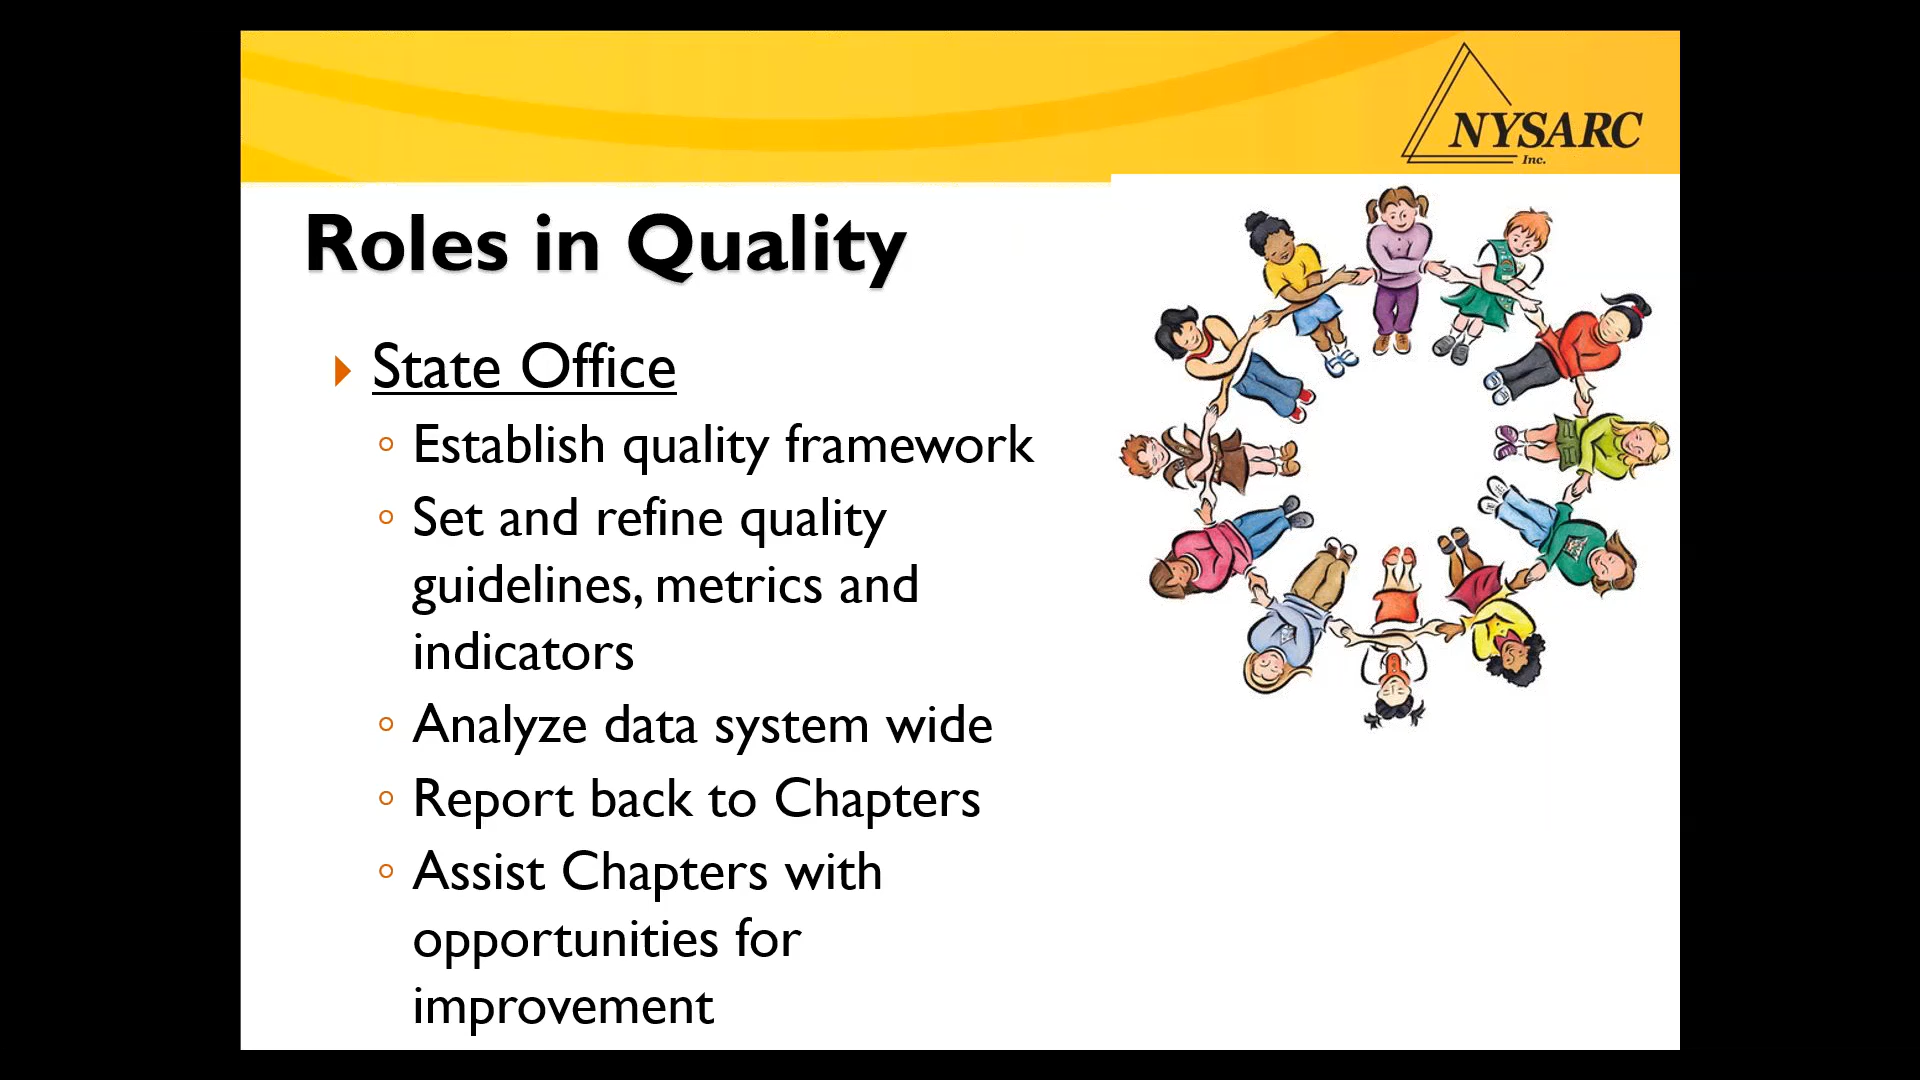 NYSARC
Inc.
Roles in Quality
State Office
Establish quality framework
Set and refine quality
guidelines, metrics and
indicators
Analyze data system wide
Report back to Chapters
Assist Chapters with
opportunities for
improvement